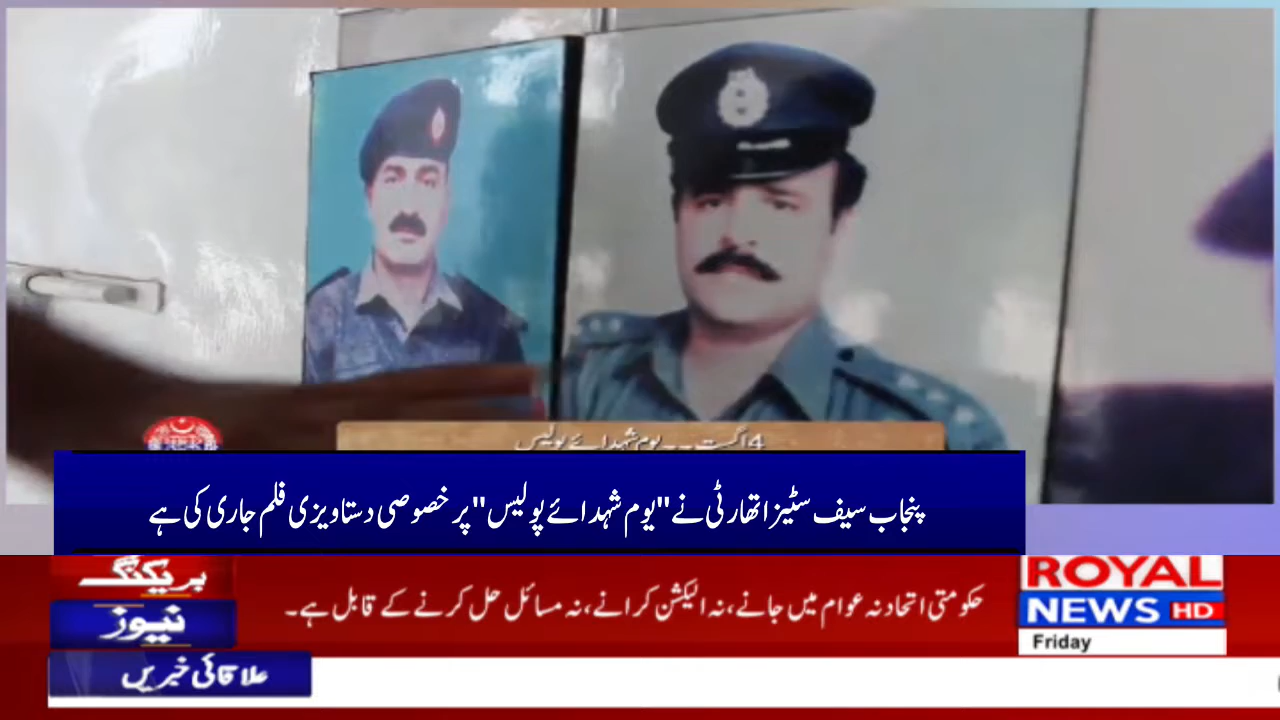 4 اگست ۔۔ یوم شہدائے پولیس
پنجاب سیف سٹیز اتھارٹی نے "یوم شہدائے پولیس" پر خصوصی دستاویزی فلم جاری کی ہے
بریکنگ
نیوز
حکومتی اتحاد نہ عوام میں جانے، نہ الیکشن کرانے، نہ مسائل حل کرنے کے قابل ہے۔
ROYAL
NEWS HD
Friday
علاقائی خبریں